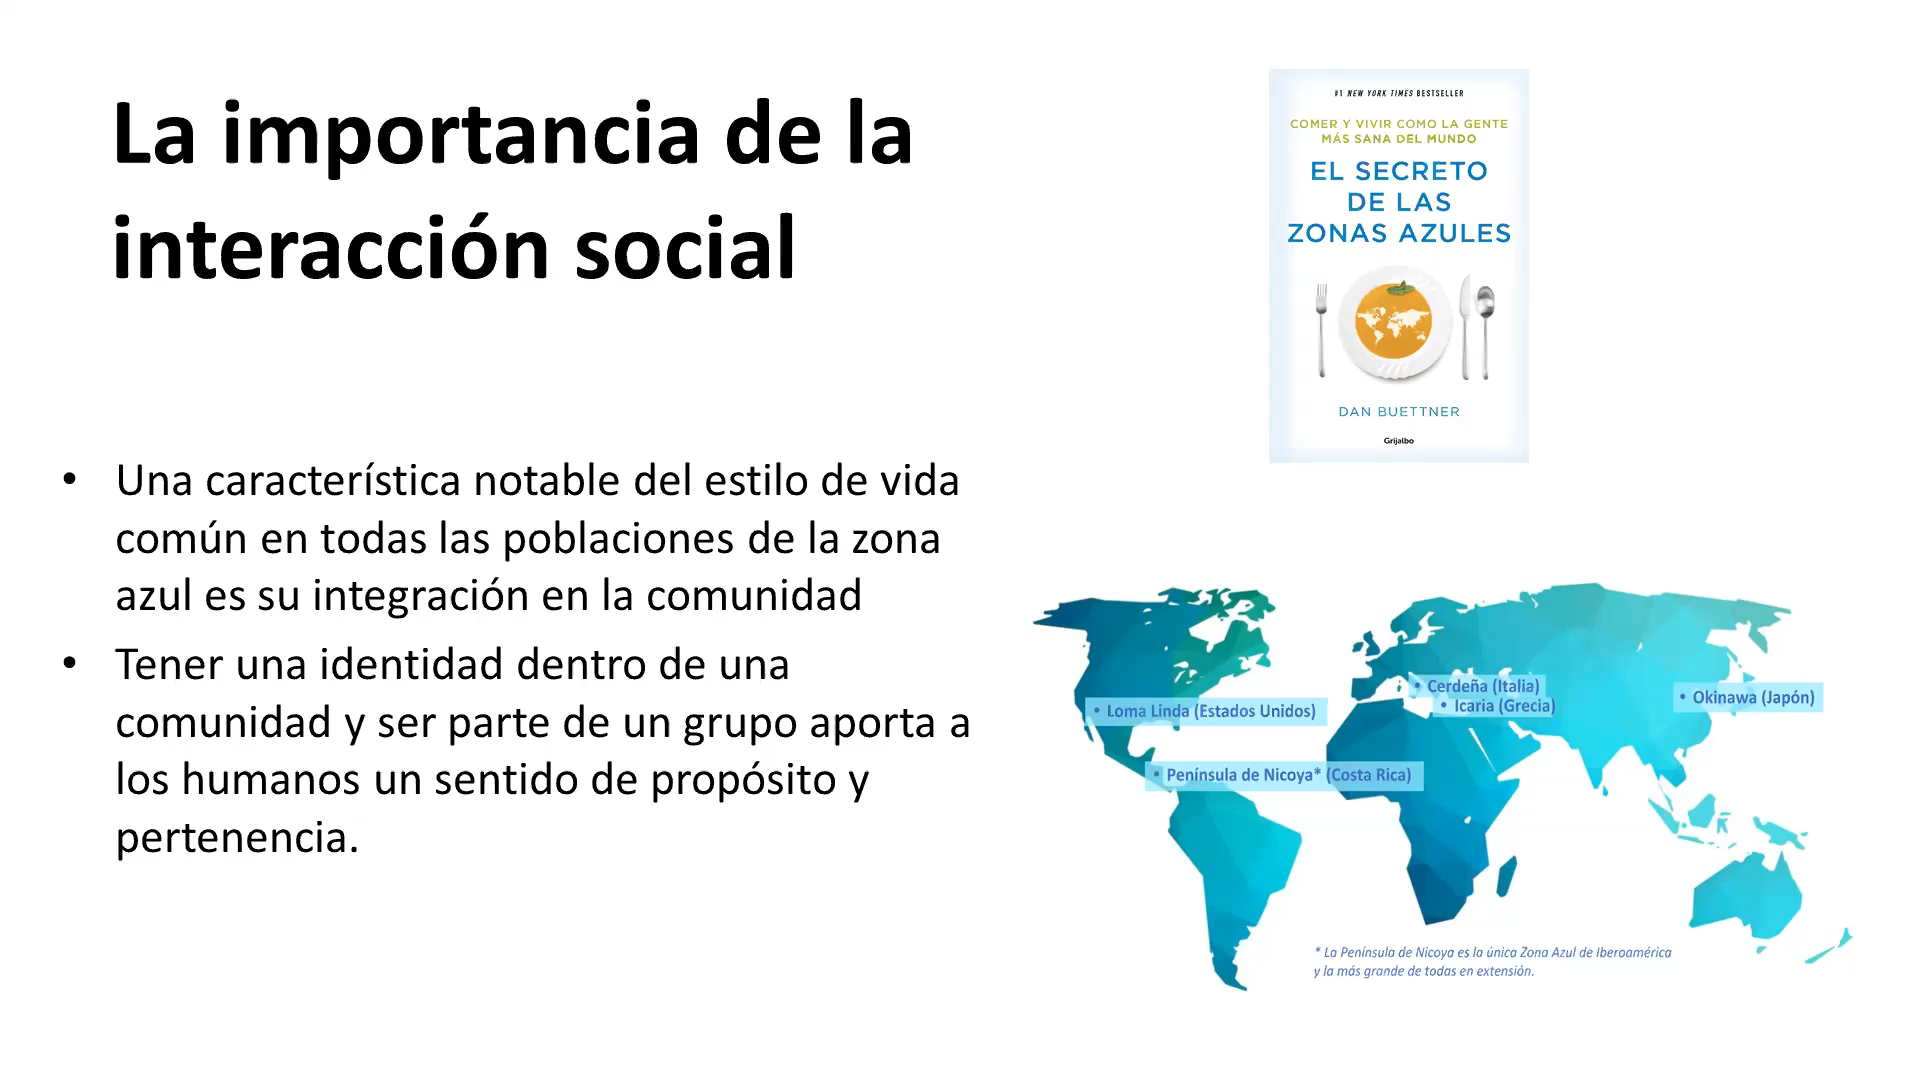 La importancia de la
interacción social
• Una característica notable del estilo de vida
común en todas las poblaciones de la zona
azul es su integración en la comunidad
• Tener una identidad dentro de una
comunidad y ser parte de un grupo aporta a
los humanos un sentido de propósito y
pertenencia.
#1 NEW YORK TIMES BESTSELLER
COMER Y VIVIR COMO LA GENTE
MÁS SANA DEL MUNDO
EL SECRETO
DE LAS
ZONAS AZULES
DAN BUETTNER
Grijalbo
• Cerdeña (Italia)
• Icaria (Grecia)
• Okinawa (Japón)
• Loma Linda (Estados Unidos)
• Península de Nicoya* (Costa Rica)
* La Península de Nicoya es la única Zona Azul de Iberoamérica
y la más grande de todas en extensión.